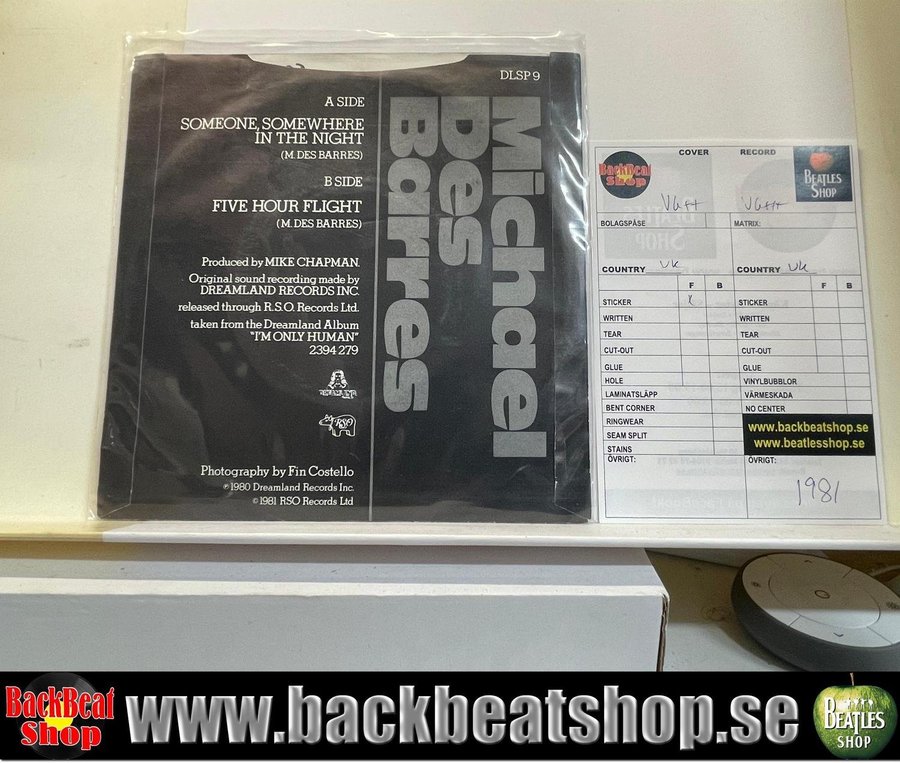 DLSP 9
A SIDE
SOMEONE, SOMEWHERE
IN THE NIGHT
(M. DES BARRES)
B SIDE
FIVE HOUR FLIGHT
(M. DES BARRES)
Produced by MIKE CHAPMAN.
Original sound recording made by
DREAMLAND RECORDS INC.
released through R.S.O. Records Ltd.
taken from the Dreamland Album
"I'M ONLY HUMAN"
2394 279
DREAMLAND
RSO
Photography by Fin Costello
℗ 1980 Dreamland Records Inc.
© 1981 RSO Records Ltd
Michael
Des
Barres
COVER RECORD
BackBeat
Shop
BEATLES
SHOP
VG++ VG++
BOLAGSPÅSE MATRIX:
COUNTRY UK COUNTRY UK
F B F B
STICKER X STICKER
WRITTEN WRITTEN
TEAR TEAR
CUT-OUT CUT-OUT
GLUE GLUE
HOLE VINYLBUBBLOR
LAMINATSLÄPP VÄRMESKADA
BENT CORNER NO CENTER
RINGWEAR
SEAM SPLIT
STAINS
www.backbeatshop.se
www.beatlesshop.se
ÖVRIGT: ÖVRIGT:
1981
BackBeat
Shop
www.backbeatshop.se
BEATLES
SHOP